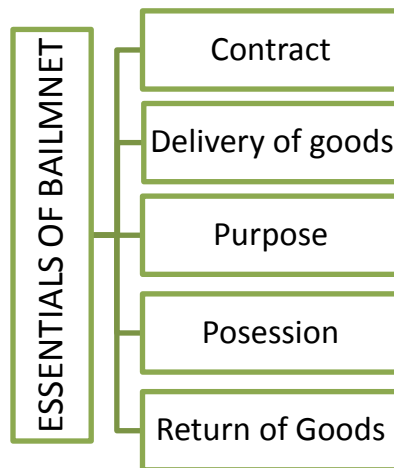 ESSENTIALS OF BAILMNET
Contract
Delivery of goods
Purpose
Posession
Return of Goods